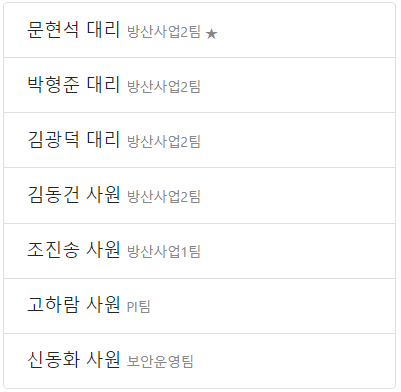 문현석 대리 방산사업2팀 ★
박형준 대리 방산사업2팀
김광덕 대리 방산사업2팀
김동건 사원 방산사업2팀
조진송 사원 방산사업1팀
고하람 사원 PI팀
신동화 사원 보안운영팀